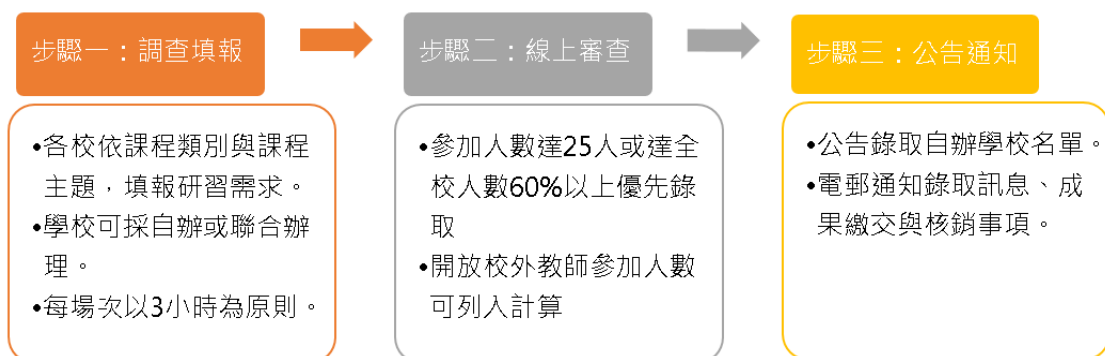 步驟一：調查填報
•各校依課程類別與課程
主題，填報研習需求。
•學校可採自辦或聯合辦
理。
•每場次以3小時為原則。
步驟二：線上審查
•參加人數達25人或達全
校人數60%以上優先錄
取
•開放校外教師參加人數
可列入計算
步驟三：公告通知
•公告錄取自辦學校名單。
•電郵通知錄取訊息、成
果繳交與核銷事項。